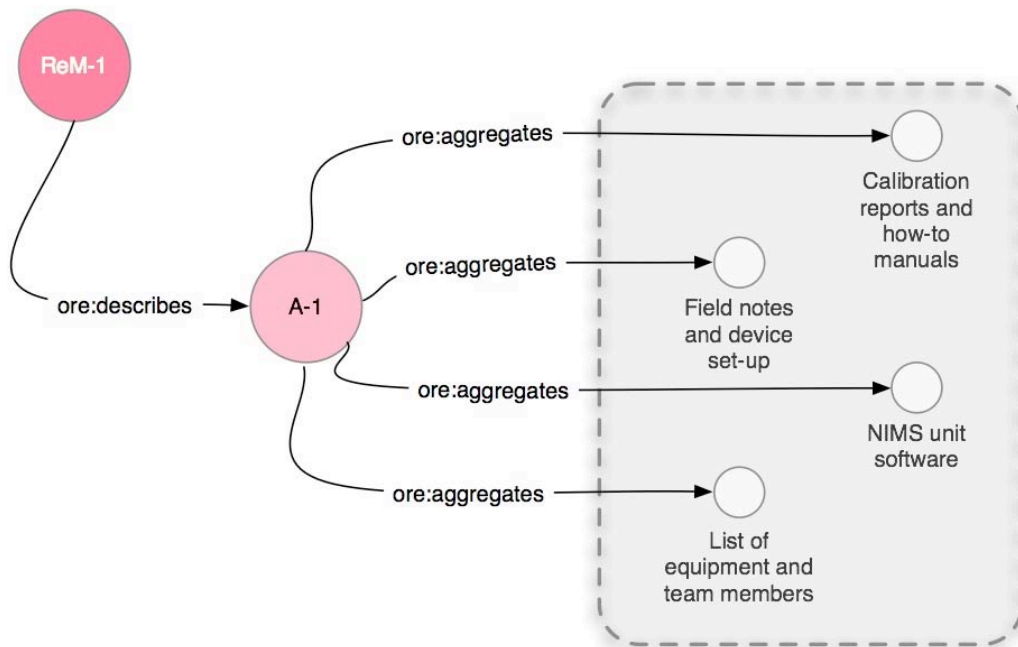 ReM-1
ore:aggregates
Calibration
reports and
how-to
manuals
ore:aggregates
Field notes
and device
set-up
ore:describes
A-1
ore:aggregates
NIMS unit
software
ore:aggregates
List of
equipment and
team members